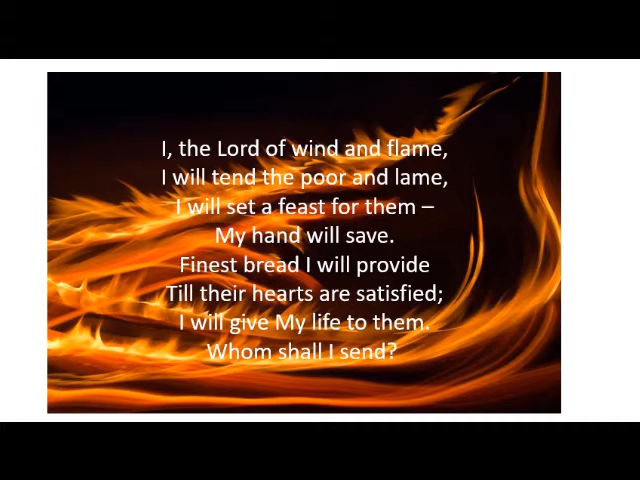 I, the Lord of wind and flame,
I will tend the poor and lame,
I will set a feast for them –
My hand will save.
Finest bread I will provide
Till their hearts are satisfied;
I will give My life to them.
Whom shall I send?